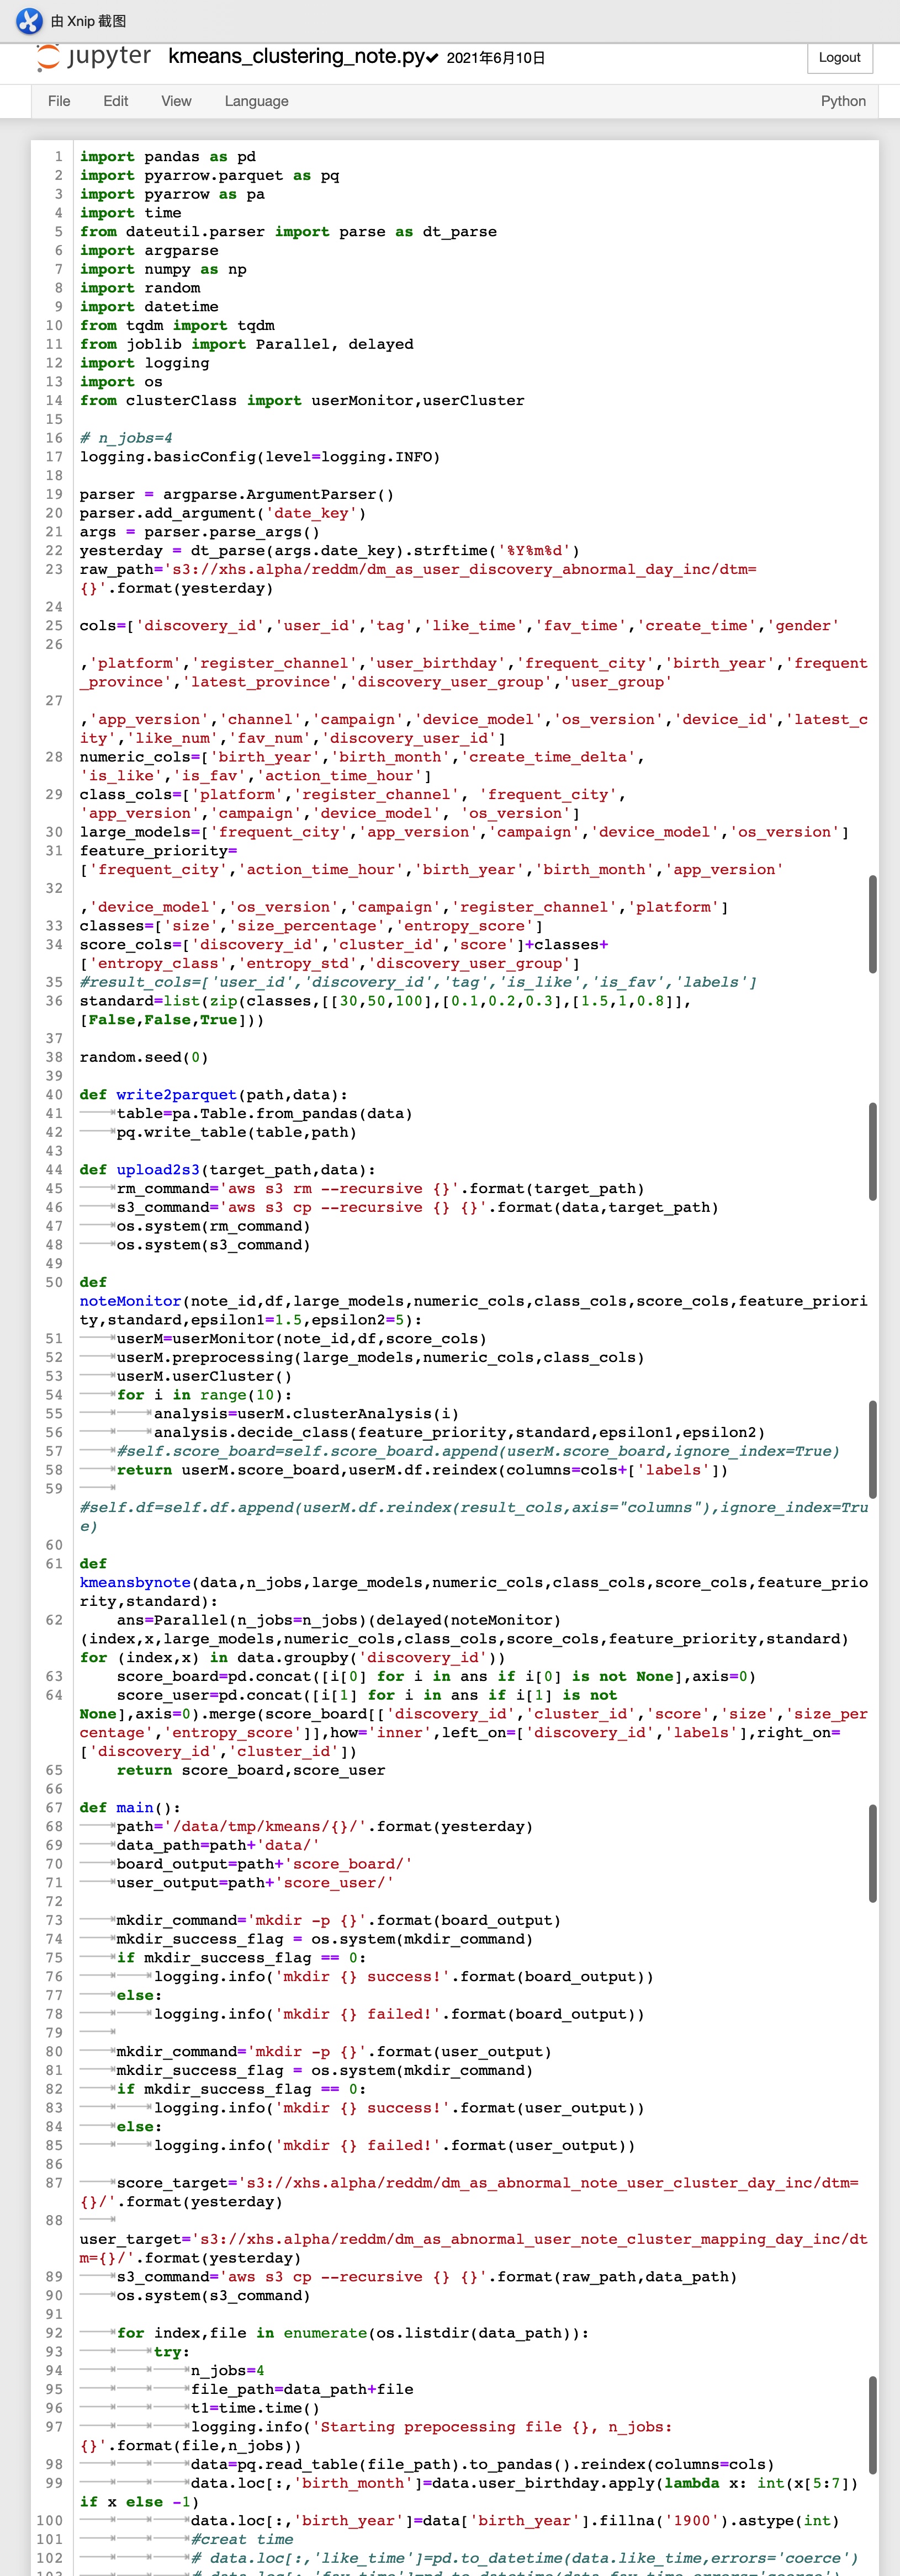 由 Xnip 截图
jupyter kmeans_clustering_note.py✔ 2021年6月10日 Logout
File Edit View Language Python
1 import pandas as pd
2 import pyarrow.parquet as pq
3 import pyarrow as pa
4 import time
5 from dateutil.parser import parse as dt_parse
6 import argparse
7 import numpy as np
8 import random
9 import datetime
10 from tqdm import tqdm
11 from joblib import Parallel, delayed
12 import logging
13 import os
14 from clusterClass import userMonitor,userCluster
15
16 # n_jobs=4
17 logging.basicConfig(level=logging.INFO)
18
19 parser = argparse.ArgumentParser()
20 parser.add_argument('date_key')
21 args = parser.parse_args()
22 yesterday = dt_parse(args.date_key).strftime('%Y%m%d')
23 raw_path='s3://xhs.alpha/reddm/dm_as_user_discovery_abnormal_day_inc/dtm=
{}'.format(yesterday)
24
25 cols=['discovery_id','user_id','tag','like_time','fav_time','create_time','gender'
26
,'platform','register_channel','user_birthday','frequent_city','birth_year','frequent
_province','latest_province','discovery_user_group','user_group'
27
,'app_version','channel','campaign','device_model','os_version','device_id','latest_c
ity','like_num','fav_num','discovery_user_id']
28 numeric_cols=['birth_year','birth_month','create_time_delta',
'is_like','is_fav','action_time_hour']
29 class_cols=['platform','register_channel', 'frequent_city',
'app_version','campaign','device_model', 'os_version']
30 large_models=['frequent_city','app_version','campaign','device_model','os_version']
31 feature_priority=
['frequent_city','action_time_hour','birth_year','birth_month','app_version'
32
,'device_model','os_version','campaign','register_channel','platform']
33 classes=['size','size_percentage','entropy_score']
34 score_cols=['discovery_id','cluster_id','score']+classes+
['entropy_class','entropy_std','discovery_user_group']
35 #result_cols=['user_id','discovery_id','tag','is_like','is_fav','labels']
36 standard=list(zip(classes,[[30,50,100],[0.1,0.2,0.3],[1.5,1,0.8]],
[False,False,True]))
37
38 random.seed(0)
39
40 def write2parquet(path,data):
41 table=pa.Table.from_pandas(data)
42 pq.write_table(table,path)
43
44 def upload2s3(target_path,data):
45 rm_command='aws s3 rm --recursive {}'.format(target_path)
46 s3_command='aws s3 cp --recursive {} {}'.format(data,target_path)
47 os.system(rm_command)
48 os.system(s3_command)
49
50 def
noteMonitor(note_id,df,large_models,numeric_cols,class_cols,score_cols,feature_priori
ty,standard,epsilon1=1.5,epsilon2=5):
51 userM=userMonitor(note_id,df,score_cols)
52 userM.preprocessing(large_models,numeric_cols,class_cols)
53 userM.userCluster()
54 for i in range(10):
55 analysis=userM.clusterAnalysis(i)
56 analysis.decide_class(feature_priority,standard,epsilon1,epsilon2)
57 #self.score_board=self.score_board.append(userM.score_board,ignore_index=True)
58 return userM.score_board,userM.df.reindex(columns=cols+['labels'])
59
#self.df=self.df.append(userM.df.reindex(result_cols,axis="columns"),ignore_index=Tru
e)
60
61 def
kmeansbynote(data,n_jobs,large_models,numeric_cols,class_cols,score_cols,feature_prio
rity,standard):
62 ans=Parallel(n_jobs=n_jobs)(delayed(noteMonitor)
(index,x,large_models,numeric_cols,class_cols,score_cols,feature_priority,standard)
for (index,x) in data.groupby('discovery_id'))
63 score_board=pd.concat([i[0] for i in ans if i[0] is not None],axis=0)
64 score_user=pd.concat([i[1] for i in ans if i[1] is not
None],axis=0).merge(score_board[['discovery_id','cluster_id','score','size','size_per
centage','entropy_score']],how='inner',left_on=['discovery_id','labels'],right_on=
['discovery_id','cluster_id'])
65 return score_board,score_user
66
67 def main():
68 path='/data/tmp/kmeans/{}/'.format(yesterday)
69 data_path=path+'data/'
70 board_output=path+'score_board/'
71 user_output=path+'score_user/'
72
73 mkdir_command='mkdir -p {}'.format(board_output)
74 mkdir_success_flag = os.system(mkdir_command)
75 if mkdir_success_flag == 0:
76 logging.info('mkdir {} success!'.format(board_output))
77 else:
78 logging.info('mkdir {} failed!'.format(board_output))
79
80 mkdir_command='mkdir -p {}'.format(user_output)
81 mkdir_success_flag = os.system(mkdir_command)
82 if mkdir_success_flag == 0:
83 logging.info('mkdir {} success!'.format(user_output))
84 else:
85 logging.info('mkdir {} failed!'.format(user_output))
86
87 score_target='s3://xhs.alpha/reddm/dm_as_abnormal_note_user_cluster_day_inc/dtm=
{}/'.format(yesterday)
88
user_target='s3://xhs.alpha/reddm/dm_as_abnormal_user_note_cluster_mapping_day_inc/dt
m={}/'.format(yesterday)
89 s3_command='aws s3 cp --recursive {} {}'.format(raw_path,data_path)
90 os.system(s3_command)
91
92 for index,file in enumerate(os.listdir(data_path)):
93 try:
94 n_jobs=4
95 file_path=data_path+file
96 t1=time.time()
97 logging.info('Starting prepocessing file {}, n_jobs:
{}'.format(file,n_jobs))
98 data=pq.read_table(file_path).to_pandas().reindex(columns=cols)
99 data.loc[:,'birth_month']=data.user_birthday.apply(lambda x: int(x[5:7])
if x else -1)
100 data.loc[:,'birth_year']=data['birth_year'].fillna('1900').astype(int)
101 #creat time
102 # data.loc[:,'like_time']=pd.to_datetime(data.like_time,errors='coerce')